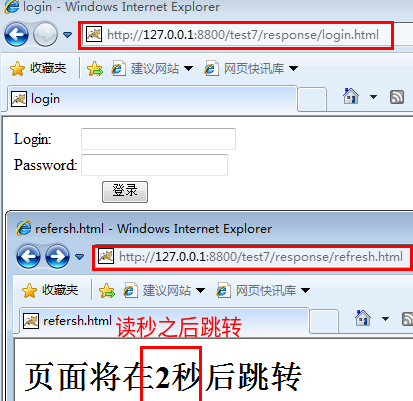 login - Windows Internet Explorer
http://127.0.0.1:8800/test7/response/login.html
收藏夹 建议网站 网页快讯库
login
Login:
Password:
登录
refersh.html - Windows Internet Explorer
http://127.0.0.1:8800/test7/response/refresh.html
收藏夹 建议网站 网页快讯库
refersh.html 读秒之后跳转
页面将在2秒后跳转